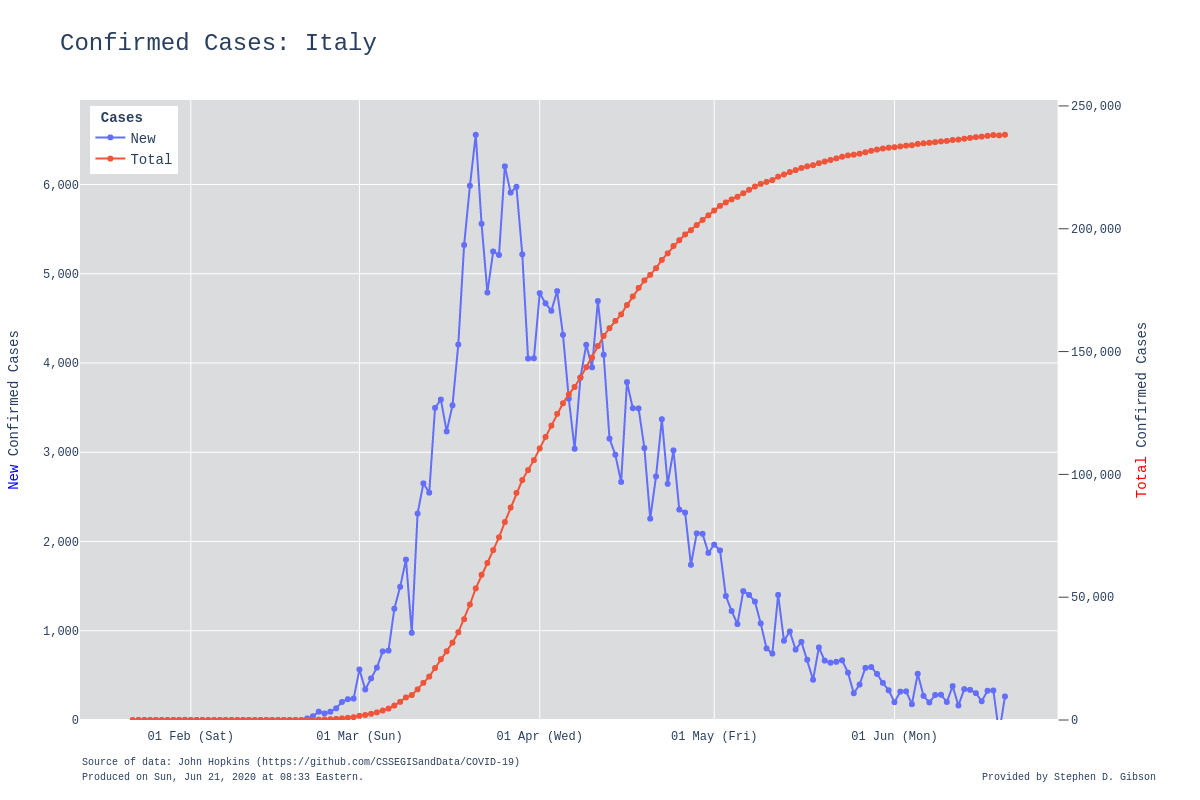 Confirmed Cases: Italy
Cases
New
Total
250,000
6,000
200,000
5,000
4,000
150,000
3,000
100,000
2,000
50,000
1,000
0
0
New Confirmed Cases
Total Confirmed Cases
01 Feb (Sat) 01 Mar (Sun) 01 Apr (Wed) 01 May (Fri) 01 Jun (Mon)
Source of data: John Hopkins (https://github.com/CSSEGISandData/COVID-19)
Produced on Sun, Jun 21, 2020 at 08:33 Eastern.
Provided by Stephen D. Gibson